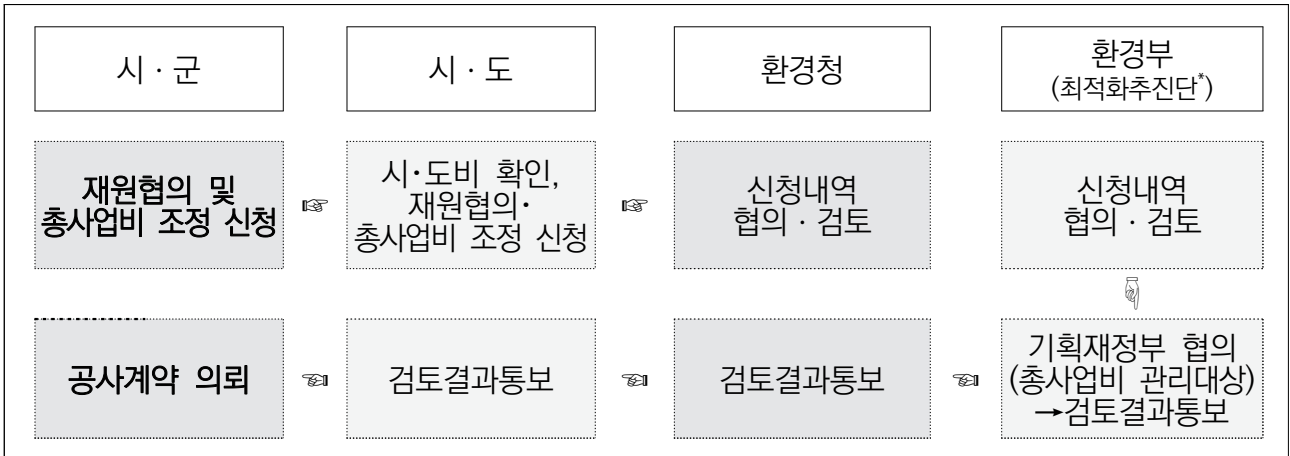 시 · 군
시 · 도
환경청
환경부
(최적화추진단*)
재원협의 및
총사업비 조정 신청
☞
시·도비 확인,
재원협의·
총사업비 조정 신청
☞
신청내역
협의 · 검토
신청내역
협의 · 검토
☟
공사계약 의뢰
☜
검토결과통보
☜
검토결과통보
☜
기획재정부 협의
(총사업비 관리대상)
→검토결과통보